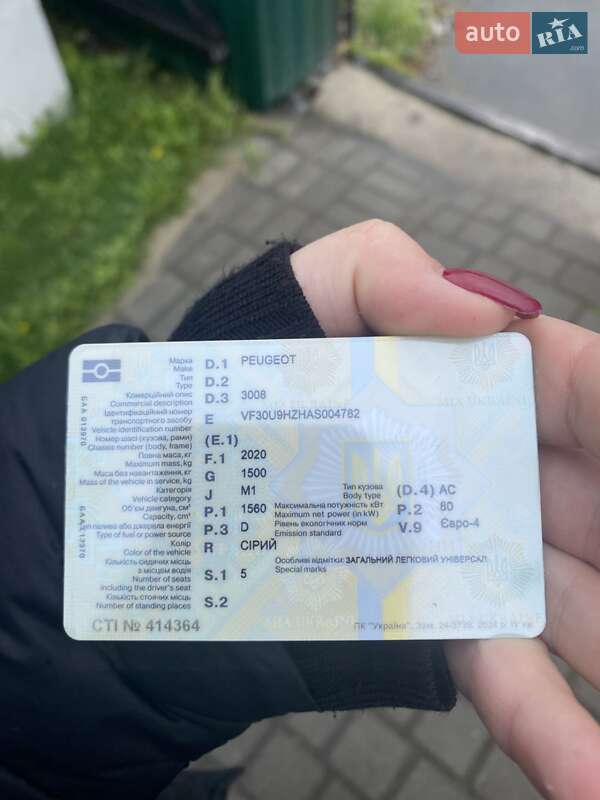 auto RIA .com
Марка D.1 PEUGEOT
Make
Тип D.2
Type
Комерційний опис D.3 3008
Commercial description
Ідентифікаційний номер
транспортного засобу E VF30U9HZHAS004782
Vehicle identification number
Номер шасі (кузова, рами) (E.1)
Chassis number (body, frame)
Повна маса, кг F.1 2020
Maximum mass, kg
Маса без навантаження, кг G 1500
Mass of the vehicle in service, kg
Категорія J M1 Тип кузова (D.4) AC
Vehicle category Body type
Об'єм двигуна, см³ P.1 1560 Максимальна потужність кВт P.2 80
Capacity, cm³ Maximum net power (in kW)
Тип палива або джерела енергії P.3 D Рівень екологічних норм V.9 Євро-4
Type of fuel or power source Emission standard
Колір R СІРИЙ
Color of the vehicle
Особливі відмітки: ЗАГАЛЬНИЙ ЛЕГКОВИЙ УНІВЕРСАЛ
Special marks
Кількість сидячих місць
з місцем водія S.1 5
Number of seats
including the driver's seat
Кількість стоячих місць S.2
Number of standing places
СТІ № 414364
ПК "Україна",